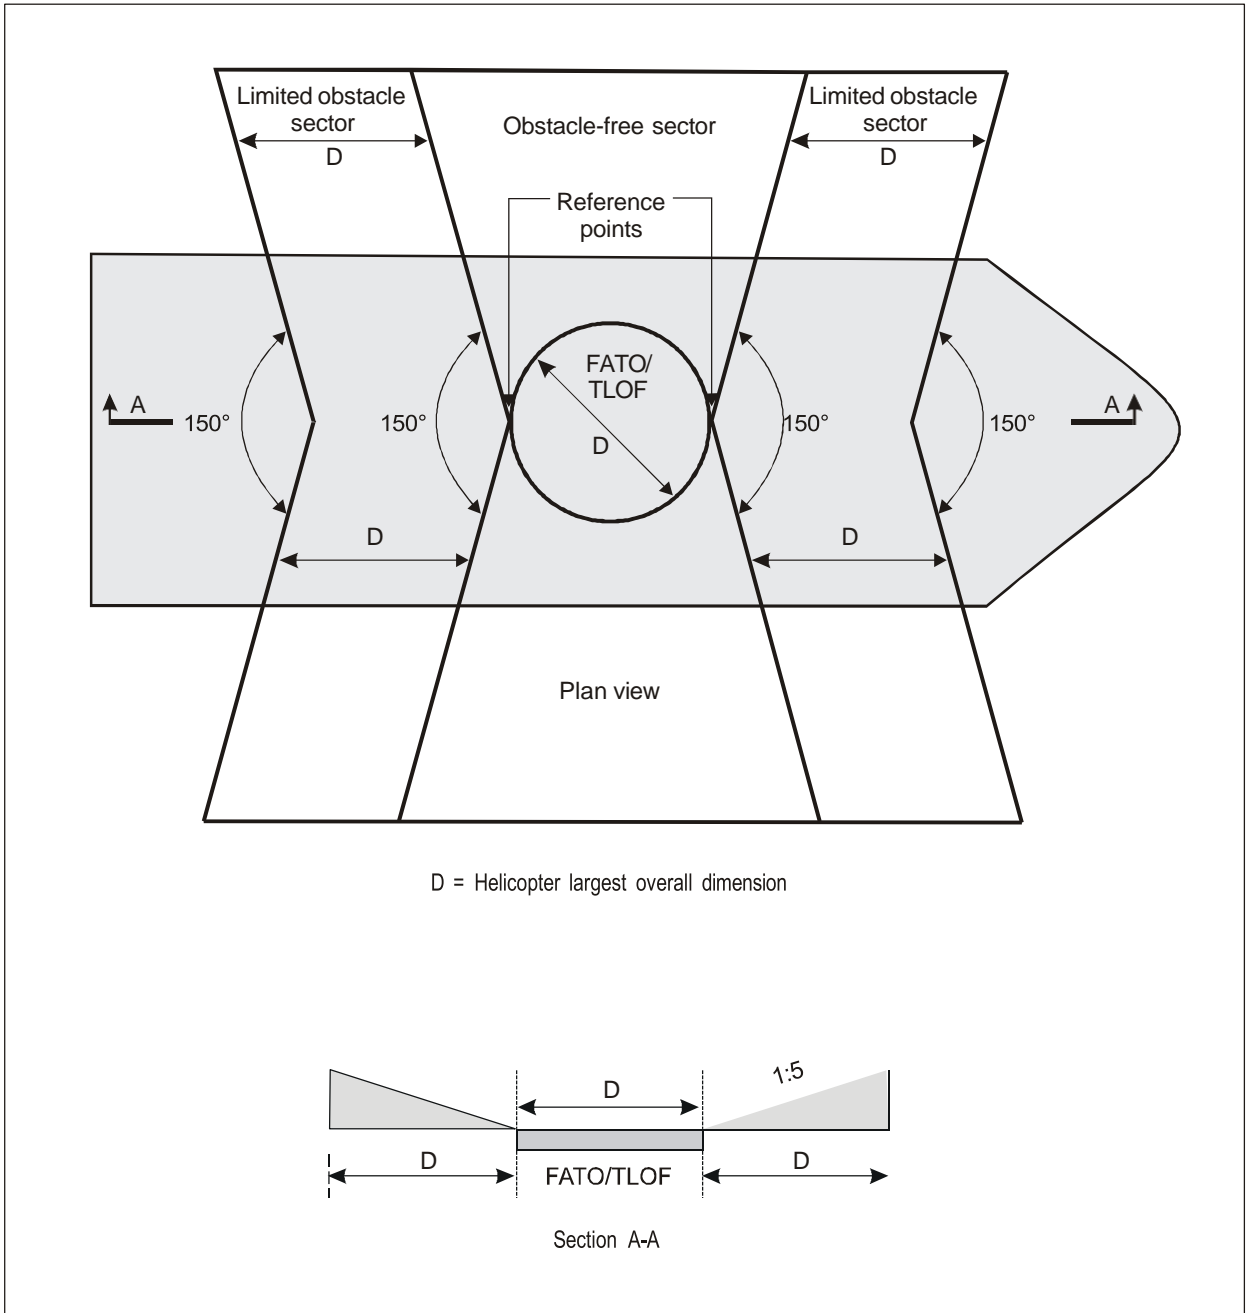 Limited obstacle
sector
D
Obstacle-free sector
Limited obstacle
sector
D
Reference
points
FATO/
TLOF
D
A
150°
150°
150°
150°
A
D
D
Plan view
D = Helicopter largest overall dimension
1:5
D
D
FATO/TLOF
D
Section A-A